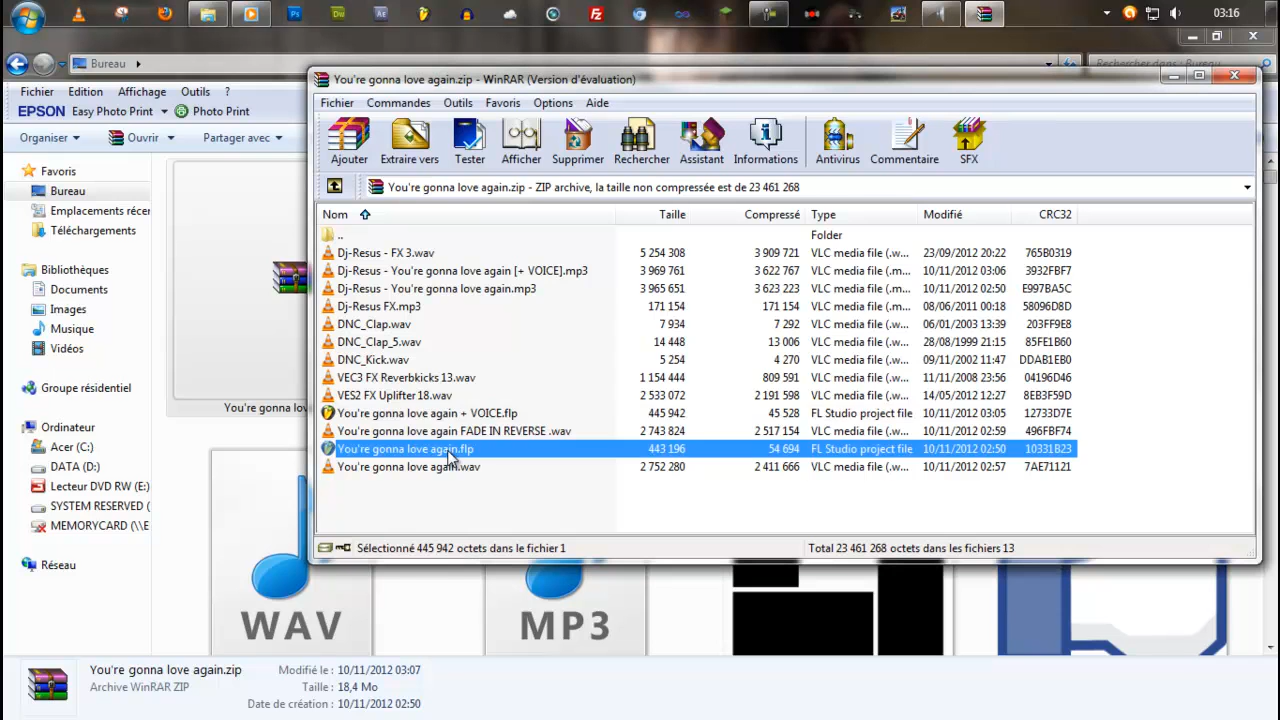 Ps
Dw
Ae
03:16
Bureau
Rechercher dans : Bureau
Fichier Edition Affichage Outils ?
EPSON Easy Photo Print Photo Print
Organiser Ouvrir Partager avec
Favoris
Bureau
Emplacements récer
Téléchargements
Bibliothèques
Documents
Images
Musique
Vidéos
Groupe résidentiel
Ordinateur
Acer (C:)
DATA (D:)
Lecteur DVD RW (E:)
SYSTEM RESERVED (
MEMORYCARD (\\E
Réseau
You're gonna lov
You're gonna love again.zip - WinRAR (Version d'évaluation)
Fichier Commandes Outils Favoris Options Aide
Ajouter Extraire vers Tester Afficher Supprimer Rechercher Assistant Informations Antivirus Commentaire SFX
You're gonna love again.zip - ZIP archive, la taille non compressée est de 23 461 268
Nom Taille Compressé Type Modifié CRC32
.. Folder
Dj-Resus - FX 3.wav 5 254 308 3 909 721 VLC media file (.w... 23/09/2012 20:22 765B0319
Dj-Resus - You're gonna love again [+ VOICE].mp3 3 969 761 3 622 767 VLC media file (.m... 10/11/2012 03:06 3932FBF7
Dj-Resus - You're gonna love again.mp3 3 965 651 3 623 223 VLC media file (.m... 10/11/2012 02:50 E997BA5C
Dj-Resus FX.mp3 171 154 171 154 VLC media file (.m... 08/06/2011 00:18 58096D8D
DNC_Clap.wav 7 934 7 292 VLC media file (.w... 06/01/2003 13:39 203FF9E8
DNC_Clap_5.wav 14 448 13 006 VLC media file (.w... 28/08/1999 21:15 85FE1B60
DNC_Kick.wav 5 254 4 270 VLC media file (.w... 09/11/2012 11:47 DDAB1EB0
VEC3 FX Reverbkicks 13.wav 1 154 444 809 591 VLC media file (.w... 11/11/2008 23:56 04196D46
VES2 FX Uplifter 18.wav 2 533 072 2 191 598 VLC media file (.w... 14/05/2012 12:27 8EB3F59D
You're gonna love again + VOICE.flp 445 942 45 528 FL Studio project file 10/11/2012 03:05 12733D7E
You're gonna love again FADE IN REVERSE .wav 2 743 824 2 517 154 VLC media file (.w... 10/11/2012 02:59 496FBF74
You're gonna love again.flp 443 196 54 694 FL Studio project file 10/11/2012 02:50 10331B23
You're gonna love again.wav 2 752 280 2 411 666 VLC media file (.w... 10/11/2012 02:57 7AE71121
Sélectionné 445 942 octets dans le fichier 1 Total 23 461 268 octets dans les fichiers 13
WAV
MP3
You're gonna love again.zip Modifié le : 10/11/2012 03:07
Archive WinRAR ZIP Taille : 18,4 Mo
Date de création : 10/11/2012 02:50